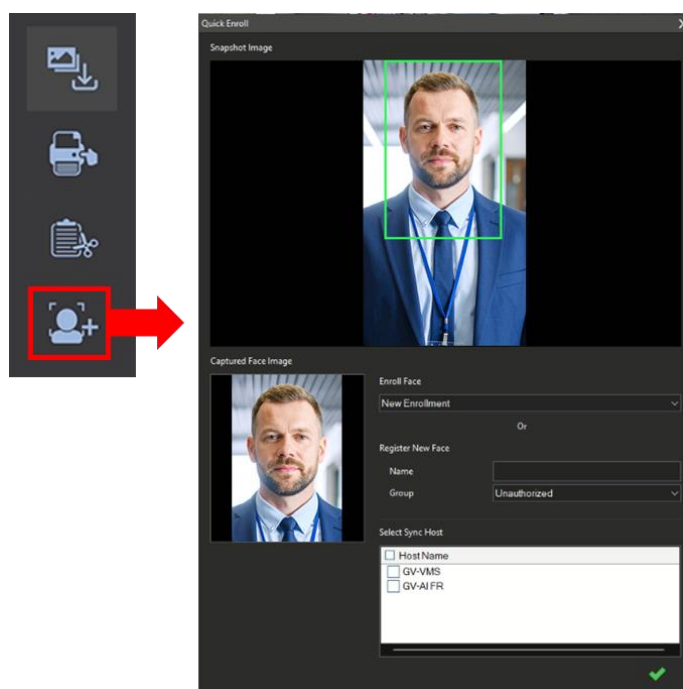 Quick Enroll
Snapshot Image
Captured Face Image
Enroll Face
New Enrollment
Or
Register New Face
Name
Group Unauthorized
Select Sync Host
Host Name
GV-VMS
GV-AI FR